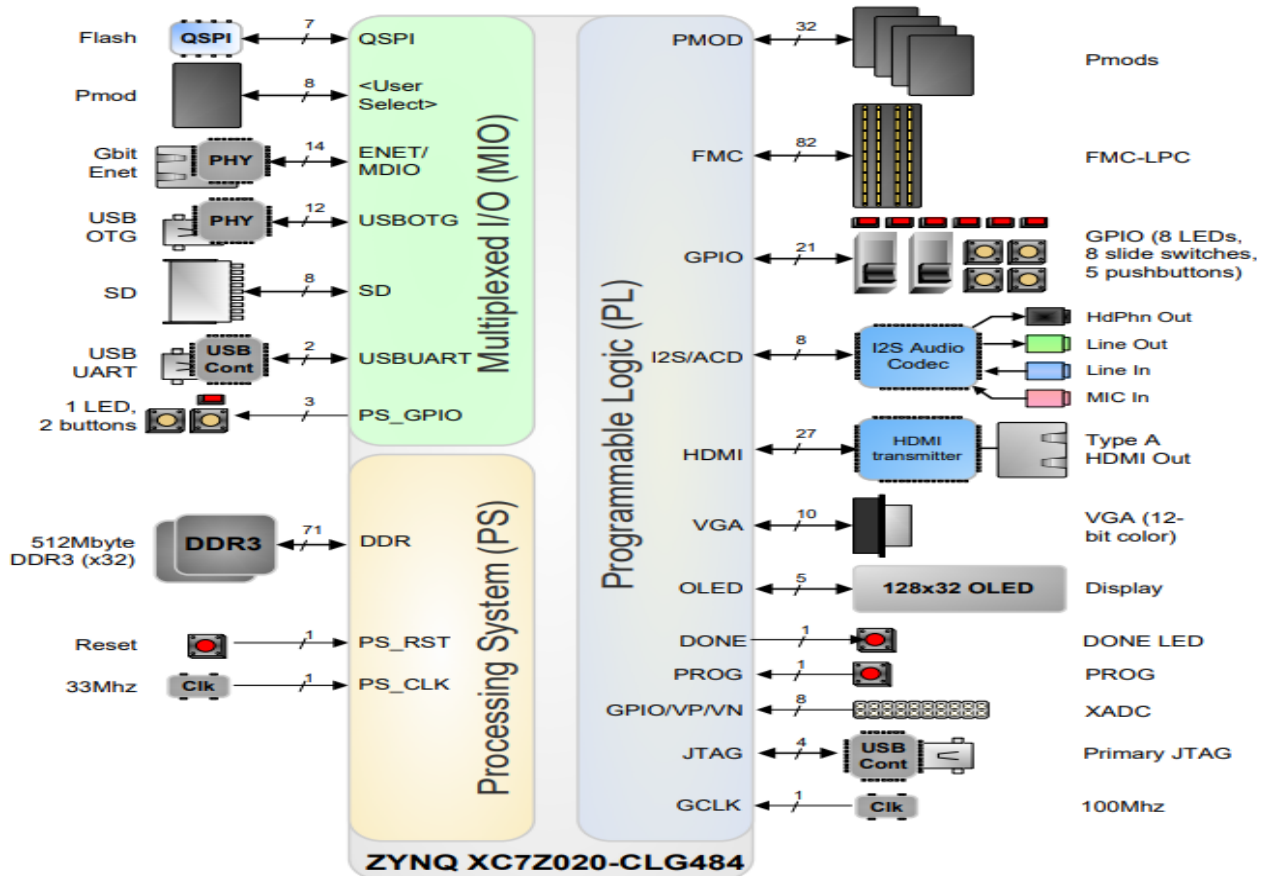 Flash
QSPI
7
QSPI
Pmod
8
<User
Select>
Gbit
Enet
PHY
14
ENET/
MDIO
USB
OTG
PHY
12
USBOTG
SD
8
SD
USB
UART
USB
Cont
2
USBUART
1 LED,
2 buttons
3
PS_GPIO
Multiplexed I/O (MIO)
512Mbyte
DDR3 (x32)
DDR3
71
DDR
Reset
1
PS_RST
33Mhz
Clk
1
PS_CLK
Processing System (PS)
Programmable Logic (PL)
PMOD
32
Pmods
FMC
82
FMC-LPC
GPIO
21
GPIO (8 LEDs,
8 slide switches,
5 pushbuttons)
I2S/ACD
8
I2S Audio
Codec
HdPhn Out
Line Out
Line In
MIC In
HDMI
27
HDMI
transmitter
Type A
HDMI Out
VGA
10
VGA (12-
bit color)
OLED
5
128x32 OLED
Display
DONE
1
DONE LED
PROG
1
PROG
GPIO/VP/VN
8
XADC
JTAG
4
USB
Cont
Primary JTAG
GCLK
1
Clk
100Mhz
ZYNQ XC7Z020-CLG484